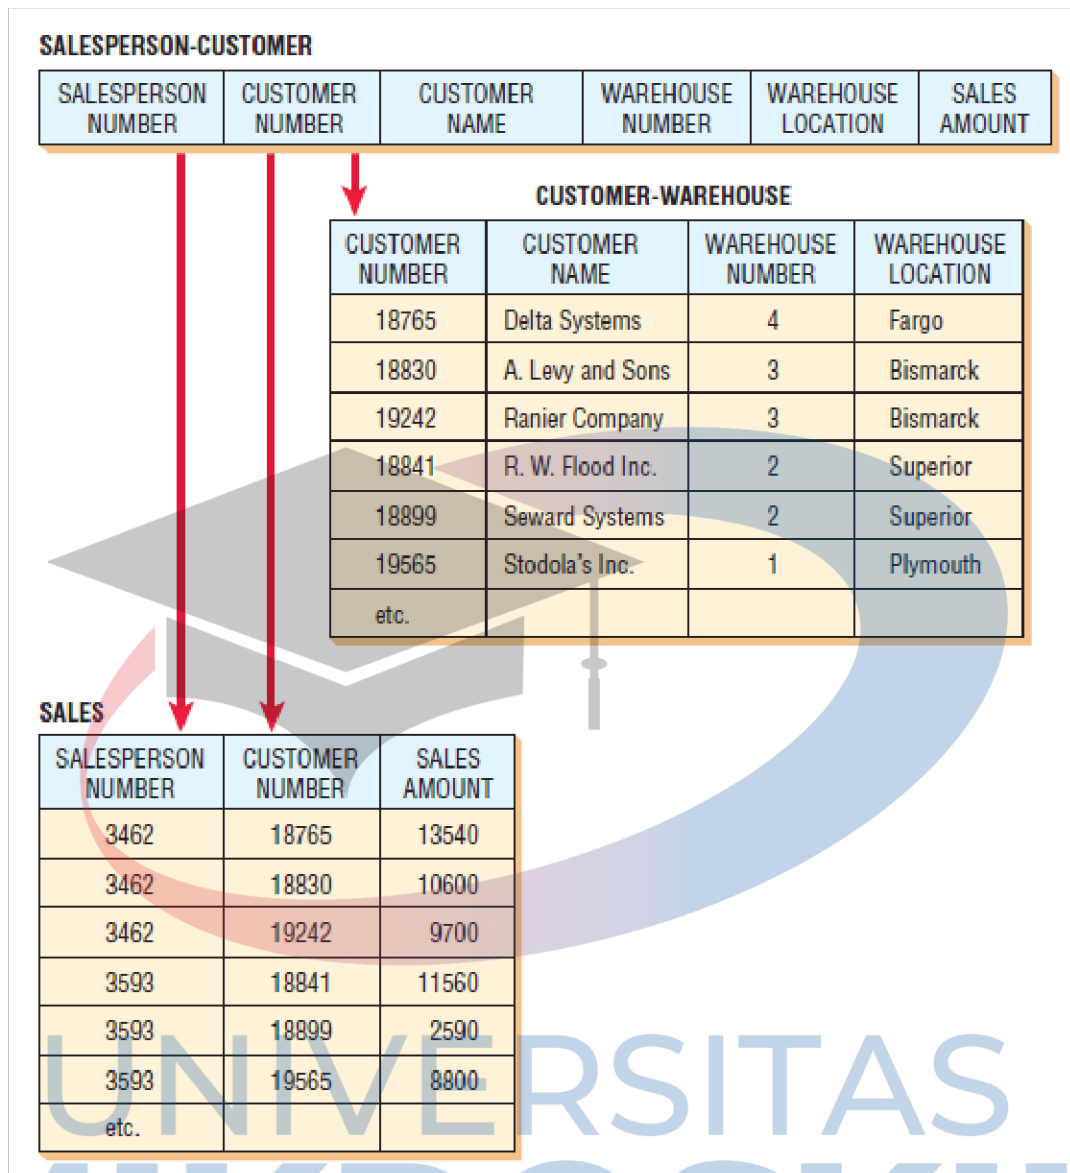 SALESPERSON-CUSTOMER
SALESPERSON NUMBER CUSTOMER NUMBER CUSTOMER NAME WAREHOUSE NUMBER WAREHOUSE LOCATION SALES AMOUNT
CUSTOMER-WAREHOUSE
CUSTOMER NUMBER CUSTOMER NAME WAREHOUSE NUMBER WAREHOUSE LOCATION
18765 Delta Systems 4 Fargo
18830 A. Levy and Sons 3 Bismarck
19242 Ranier Company 3 Bismarck
18841 R. W. Flood Inc. 2 Superior
18899 Seward Systems 2 Superior
19565 Stodola's Inc. 1 Plymouth
etc.
SALES
SALESPERSON NUMBER CUSTOMER NUMBER SALES AMOUNT
3462 18765 13540
3462 18830 10600
3462 19242 9700
3593 18841 11560
3593 18899 2590
3593 19565 8800
etc.
UNIVERSITAS